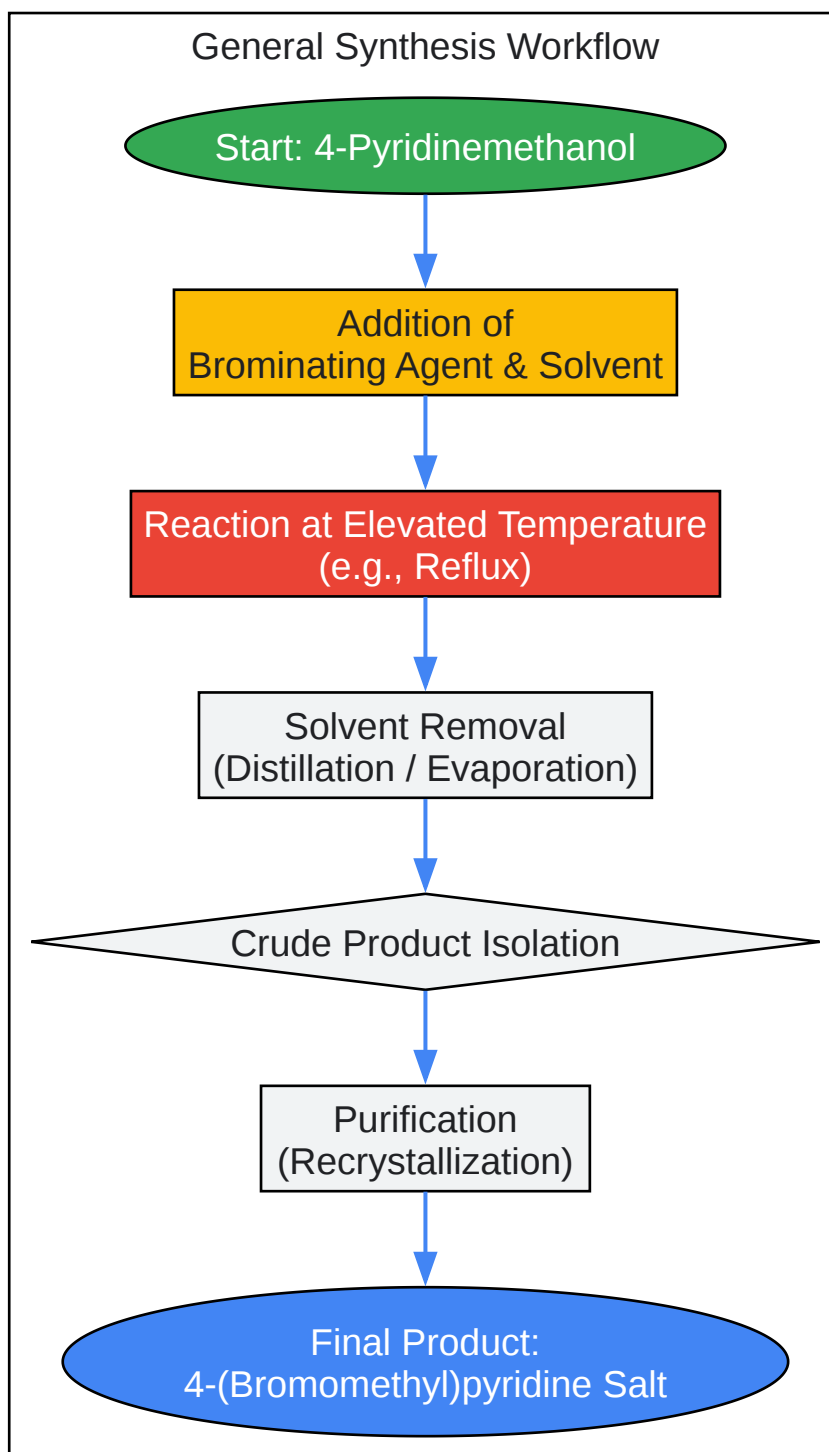 General Synthesis Workflow
Start: 4-Pyridinemethanol
Addition of
Brominating Agent & Solvent
Reaction at Elevated Temperature
(e.g., Reflux)
Solvent Removal
(Distillation / Evaporation)
Crude Product Isolation
Purification
(Recrystallization)
Final Product:
4-(Bromomethyl)pyridine Salt